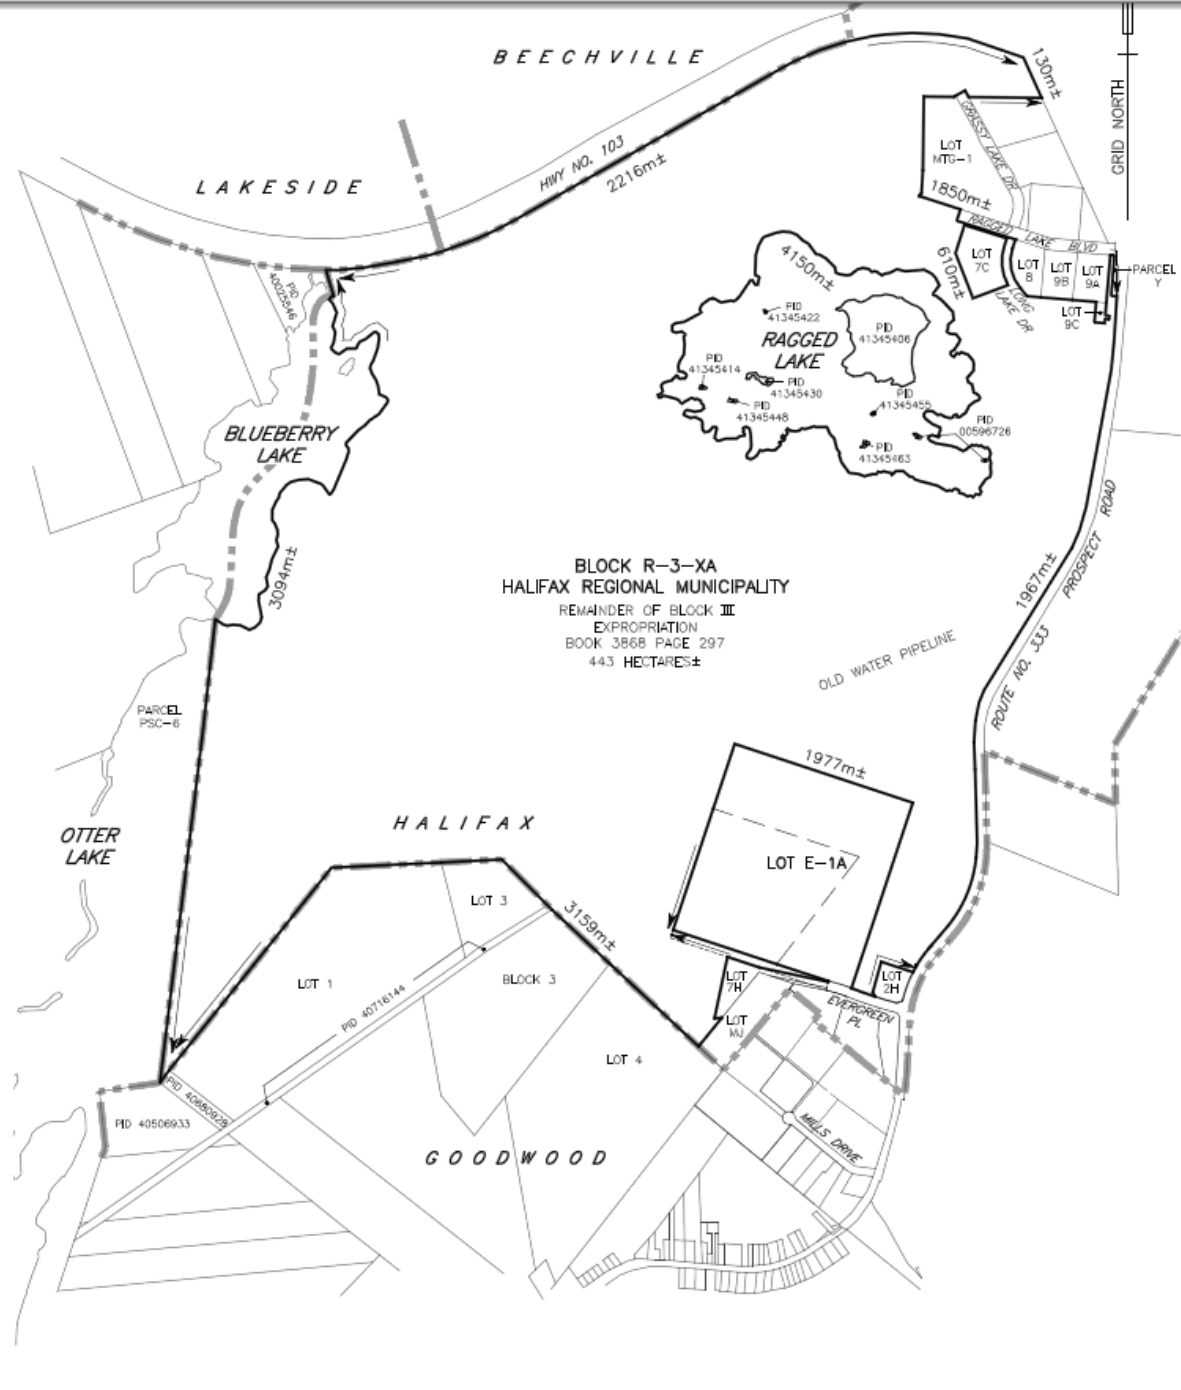 BEECHVILLE
130m±
GRID NORTH
HWY NO. 103
2216m±
LAKESIDE
GRASSY LAKE DR
LOT
MTG-1
1850m±
RAGGED LAKE BLVD
LOT
7C
610m±
LOT
8
LOT
9B
LOT
9A
PARCEL
Y
LONG
LAKE DR
LOT
9C
PID
40025546
4150m±
PID
41345422
RAGGED
LAKE
PID
41345406
PID
41345414
PID
41345430
PID
41345448
PID
41345455
PID
00596726
PID
41345463
BLUEBERRY
LAKE
3094m±
BLOCK R-3-XA
HALIFAX REGIONAL MUNICIPALITY
REMAINDER OF BLOCK III
EXPROPRIATION
BOOK 3868 PAGE 297
443 HECTARES±
1967m±
PROSPECT ROAD
ROUTE NO. 333
OLD WATER PIPELINE
PARCEL
PSC-6
1977m±
OTTER
LAKE
HALIFAX
LOT E-1A
LOT 3
3159m±
LOT 1
BLOCK 3
LOT
7H
LOT
2H
PID 40716144
EVERGREEN
PL
LOT
MJ
LOT 4
PID 40680928
PID 40506933
MILLS DRIVE
GOODWOOD